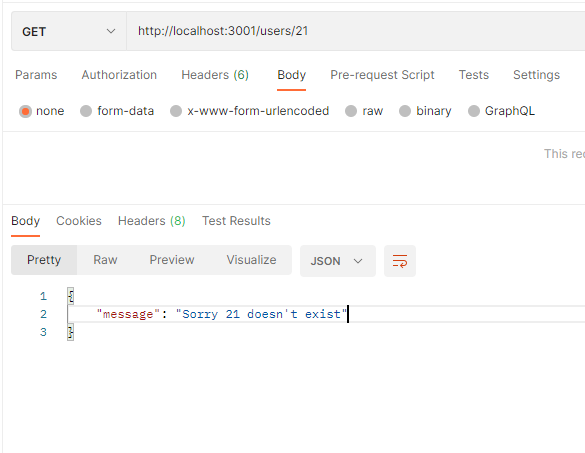 GET http://localhost:3001/users/21
Params Authorization Headers (6) Body Pre-request Script Tests Settings
none form-data x-www-form-urlencoded raw binary GraphQL
This re
Body Cookies Headers (8) Test Results
Pretty Raw Preview Visualize JSON
1 {
2 "message": "Sorry 21 doesn't exist"
3 }